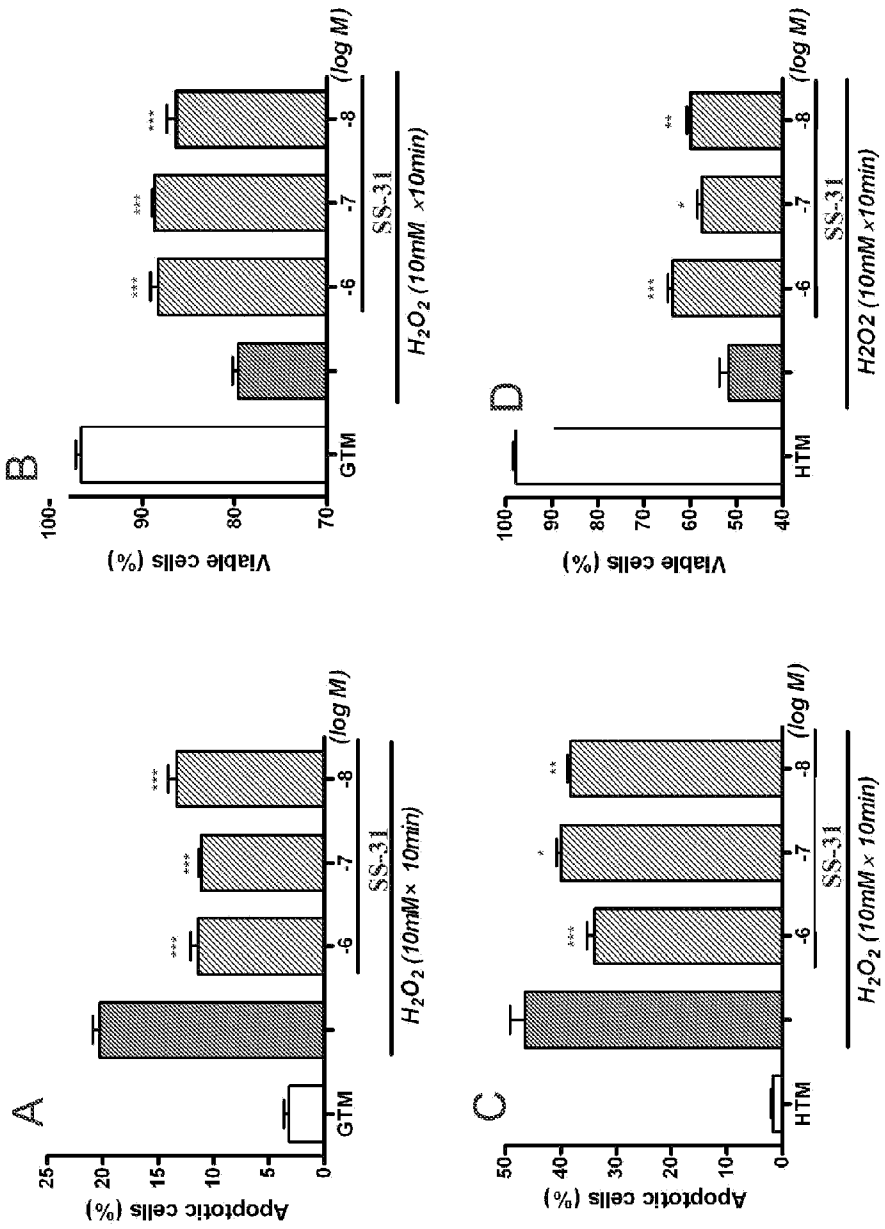 A
Apoptotic cells (%)
25
20
15
10
5
0
***
***
***
GTM
-6
-7
-8
(log M)
SS-31
H₂O₂ (10mM × 10min)
B
Viable cells (%)
100-
90
80
70
***
***
***
GTM
-6
-7
-8
(log M)
SS-31
H₂O₂ (10mM ×10min)
C
Apoptotic cells (%)
50
40
30
20
10
0
***
*
**
HTM
-6
-7
-8
(log M)
SS-31
H₂O₂ (10mM × 10min)
D
Viable cells (%)
100
90
80
70
60
50
40
***
*
**
HTM
-6
-7
-8
(log M)
SS-31
H2O2 (10mM ×10min)